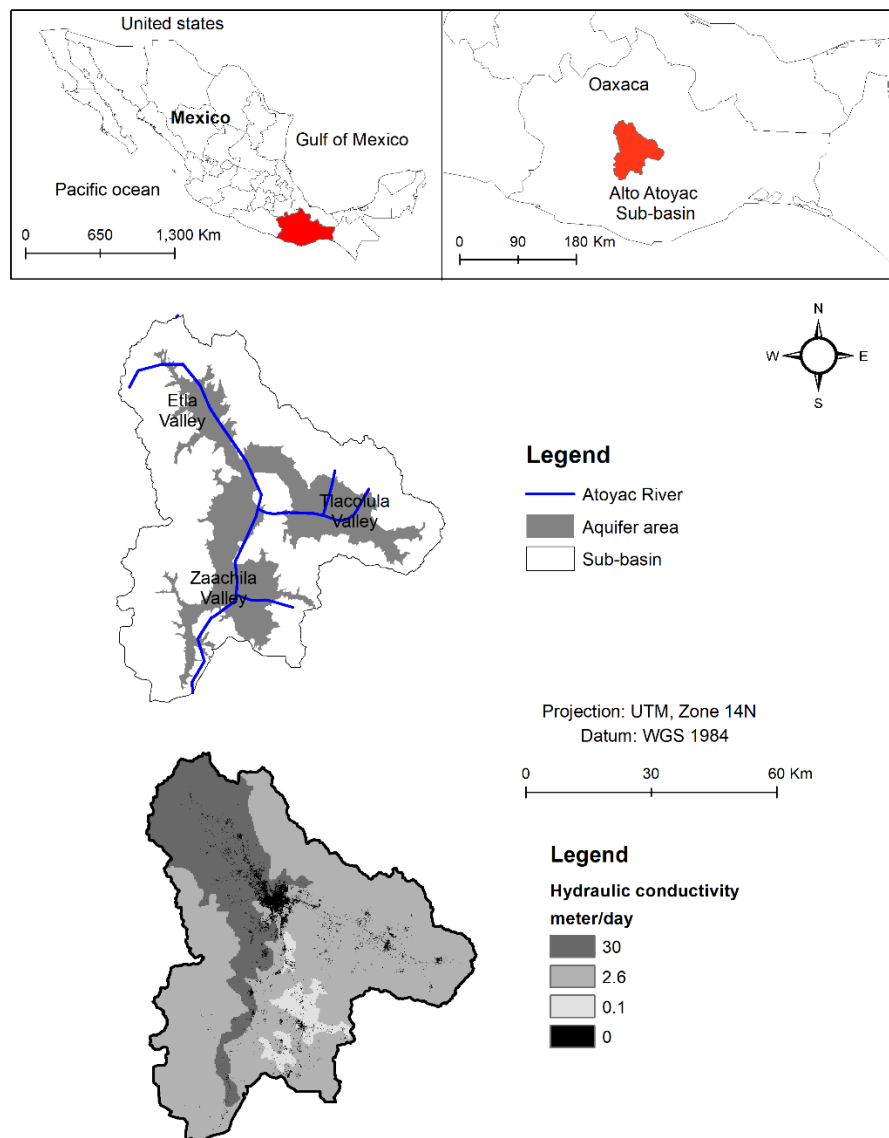 United states
Mexico
Gulf of Mexico
Pacific ocean
0 650 1,300 Km
Oaxaca
Alto Atoyac
Sub-basin
0 90 180 Km
N
W E
S
Etla
Valley
Tlacolula
Valley
Zaachila
Valley
Legend
Atoyac River
Aquifer area
Sub-basin
Projection: UTM, Zone 14N
Datum: WGS 1984
0 30 60 Km
Legend
Hydraulic conductivity
meter/day
30
2.6
0.1
0